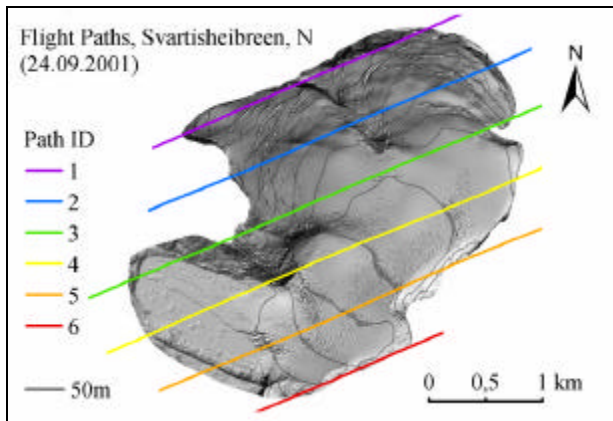 Flight Paths, Svartisheibreen, N
(24.09.2001)
N
Path ID
1
2
3
4
5
6
50m
0 0,5 1 km